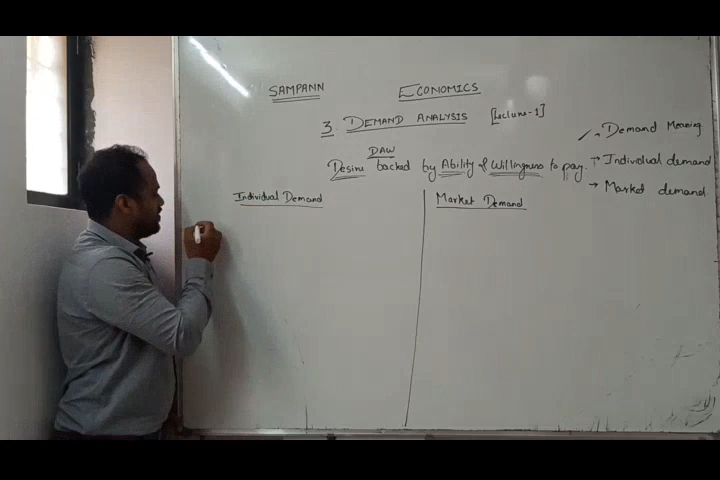 SAMPANN ECONOMICS
3. DEMAND ANALYSIS [Lecture-1]
DAW
Desire backed by Ability & Willingness to pay.
✓→ Demand Meaning
→ Individual demand
→ Market demand
Individual Demand
Market Demand